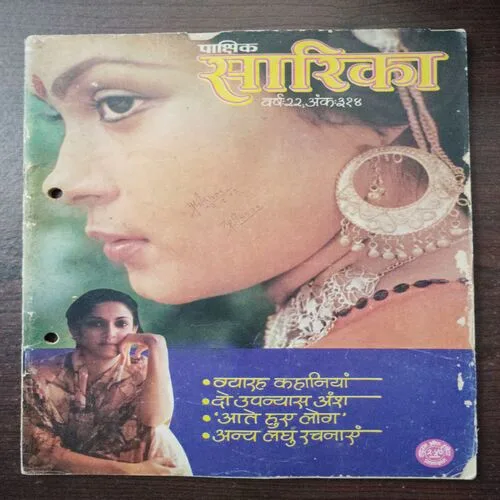 पाक्षिक
सारिका
वर्ष:२२, अंक:३१४
• ग्यारह कहानियां
• दो उपन्यास अंश
• 'आते हुए लोग'
• अन्य लघु रचनाएं